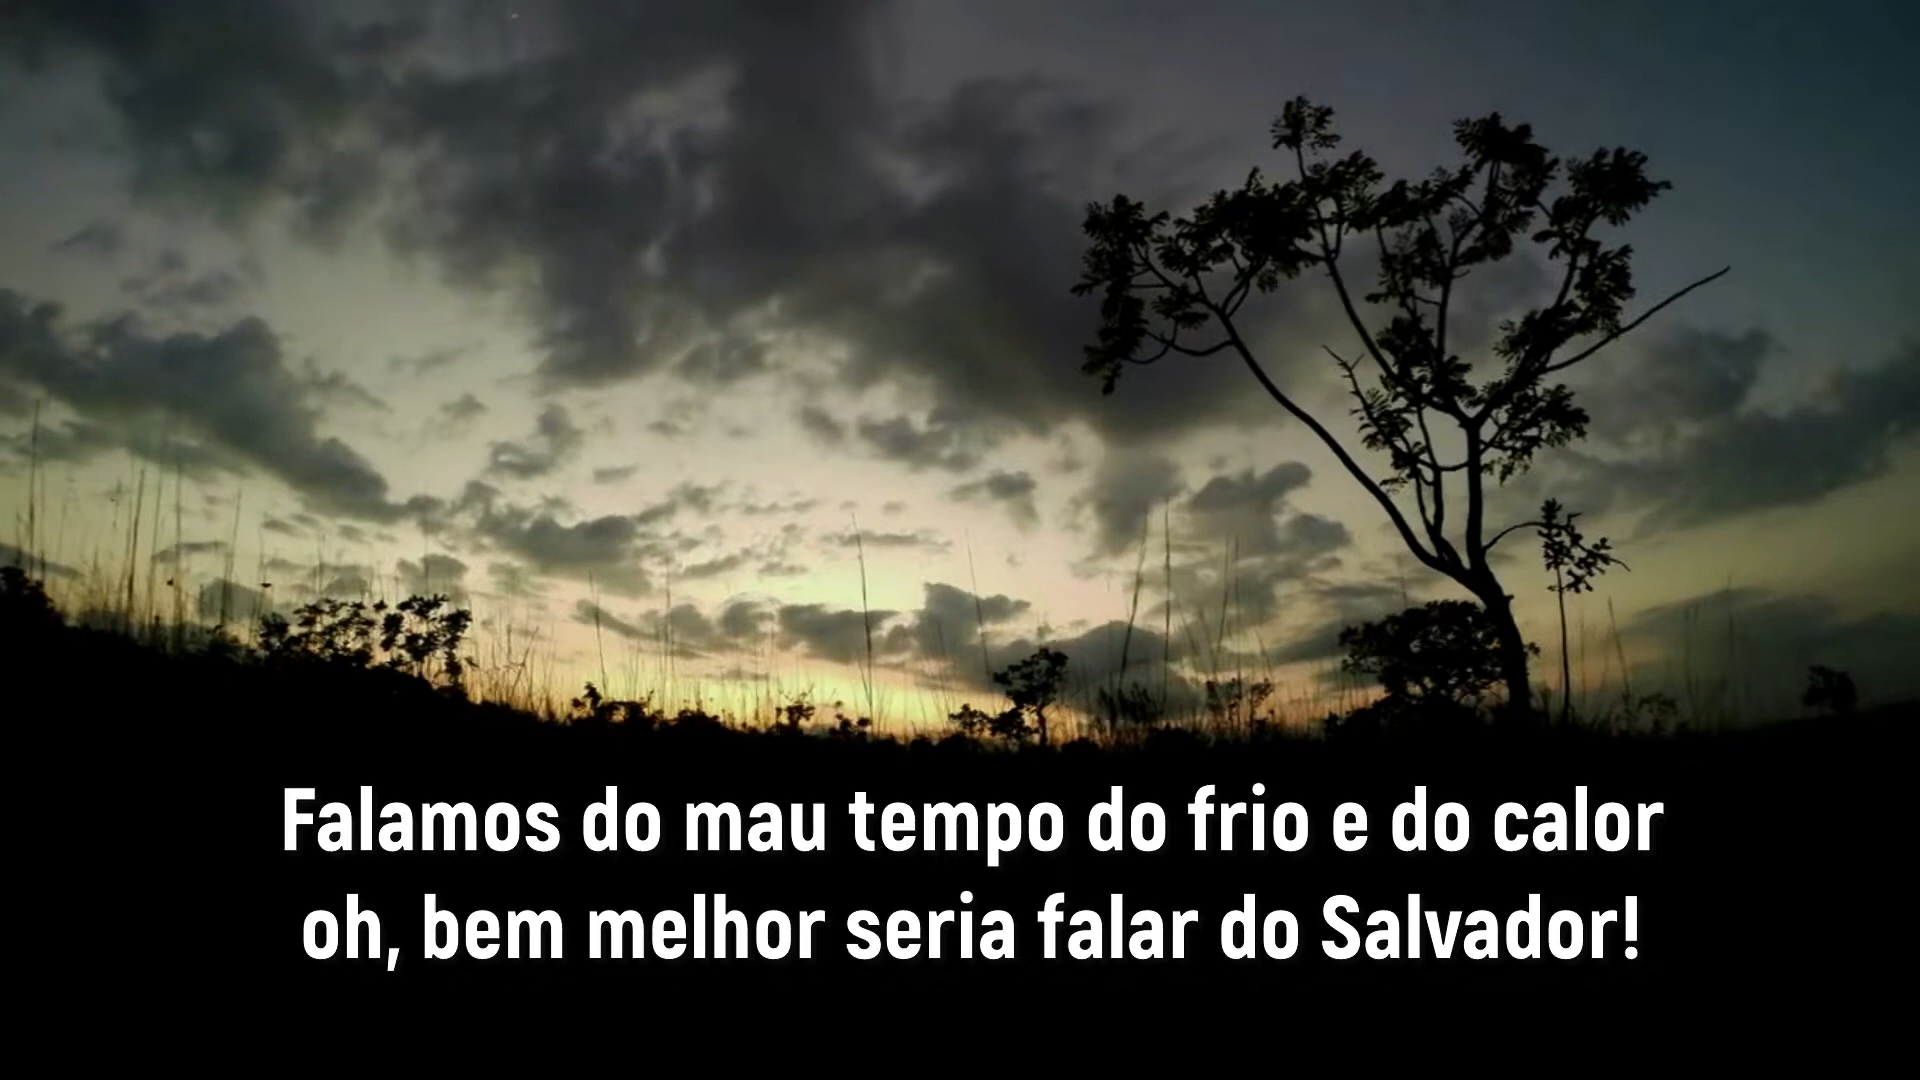 Falamos do mau tempo do frio e do calor
oh, bem melhor seria falar do Salvador!